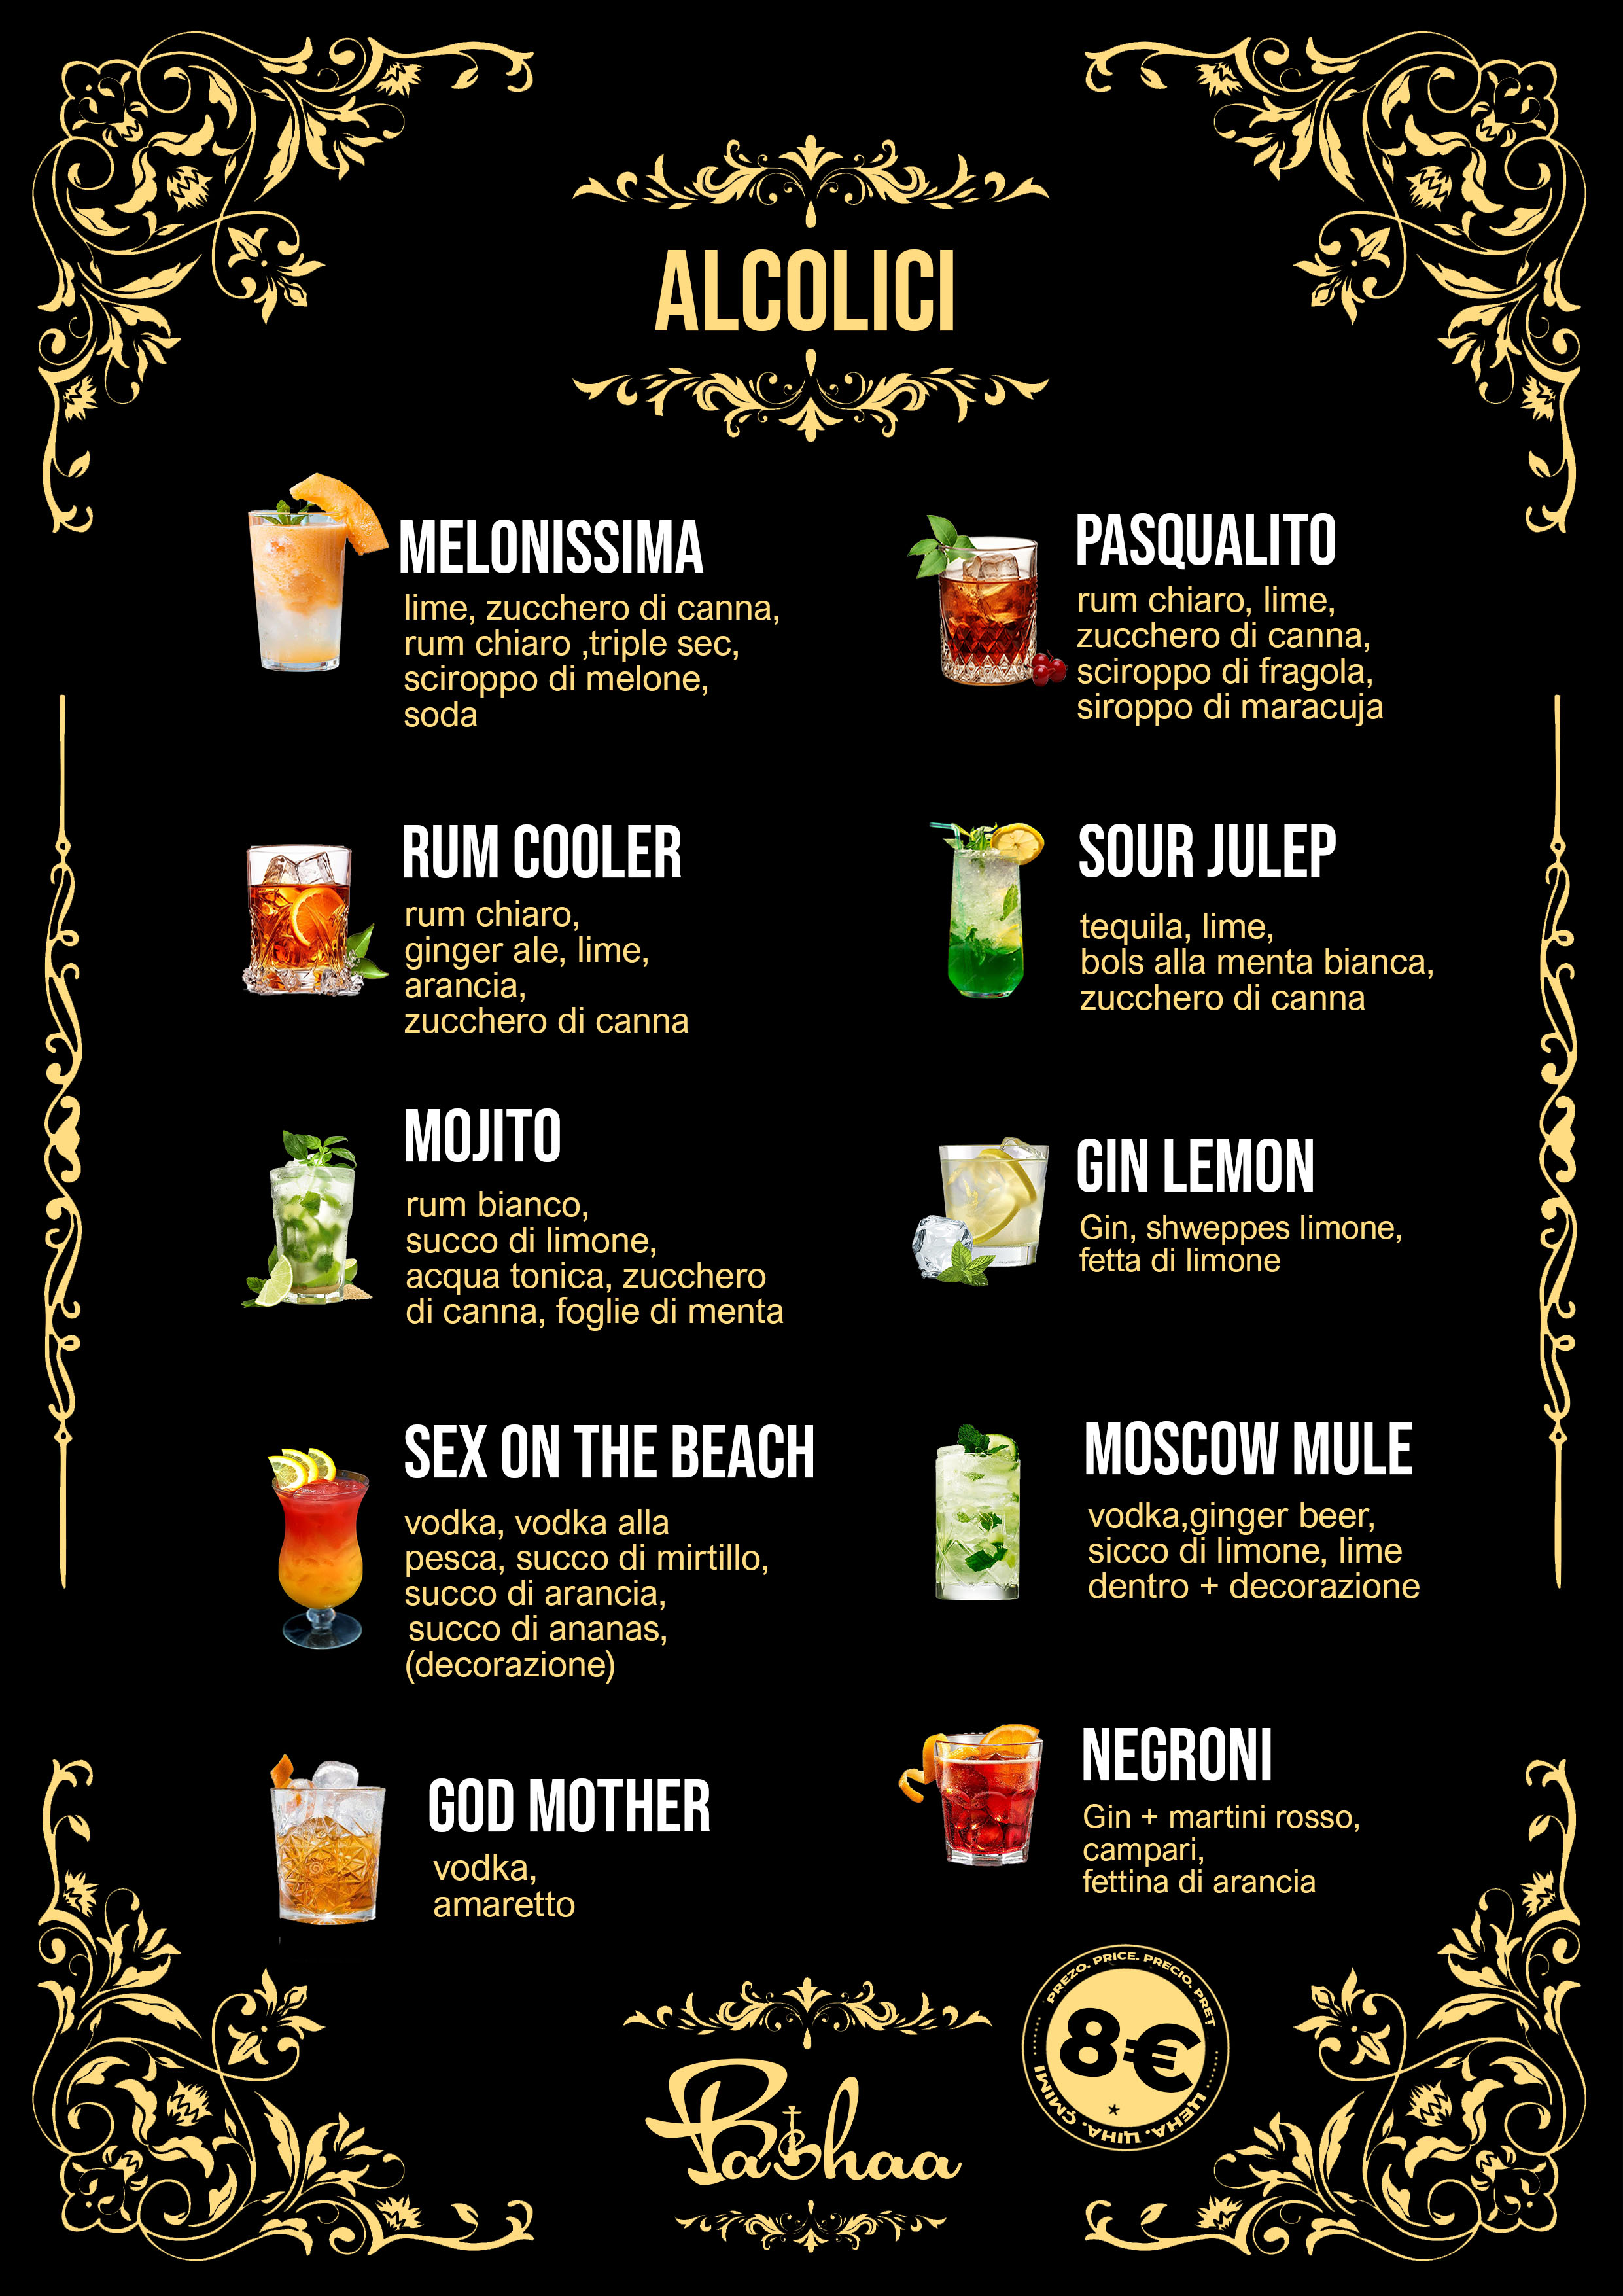 ALCOLICI
MELONISSIMA
lime, zucchero di canna,
rum chiaro ,triple sec,
sciroppo di melone,
soda
PASQUALITO
rum chiaro, lime,
zucchero di canna,
sciroppo di fragola,
siroppo di maracuja
RUM COOLER
rum chiaro,
ginger ale, lime,
arancia,
zucchero di canna
SOUR JULEP
tequila, lime,
bols alla menta bianca,
zucchero di canna
MOJITO
rum bianco,
succo di limone,
acqua tonica, zucchero
di canna, foglie di menta
GIN LEMON
Gin, shweppes limone,
fetta di limone
SEX ON THE BEACH
vodka, vodka alla
pesca, succo di mirtillo,
succo di arancia,
succo di ananas,
(decorazione)
MOSCOW MULE
vodka,ginger beer,
sicco di limone, lime
dentro + decorazione
GOD MOTHER
vodka,
amaretto
NEGRONI
Gin + martini rosso,
campari,
fettina di arancia
PREZO. PRICE. PRECIO. PRET
8€
*
ЦЕНА. ЦІНА. ÇMIMI
Pashaa